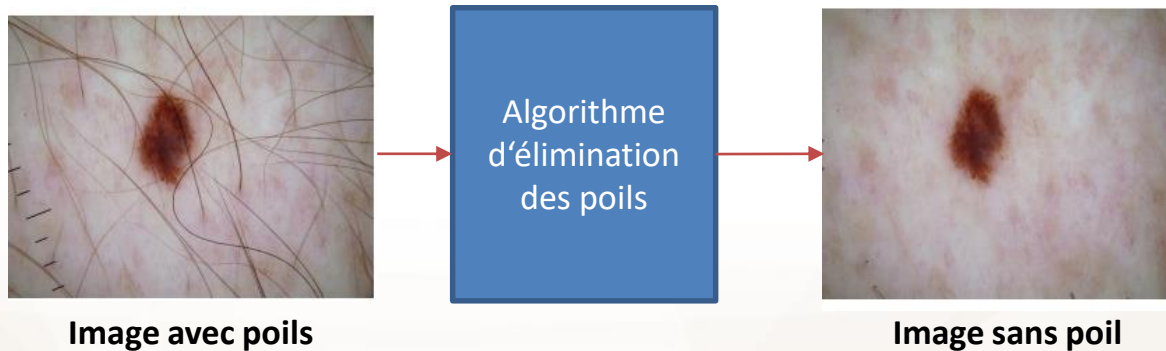 Algorithme
d‘élimination
des poils
Image avec poils
Image sans poil